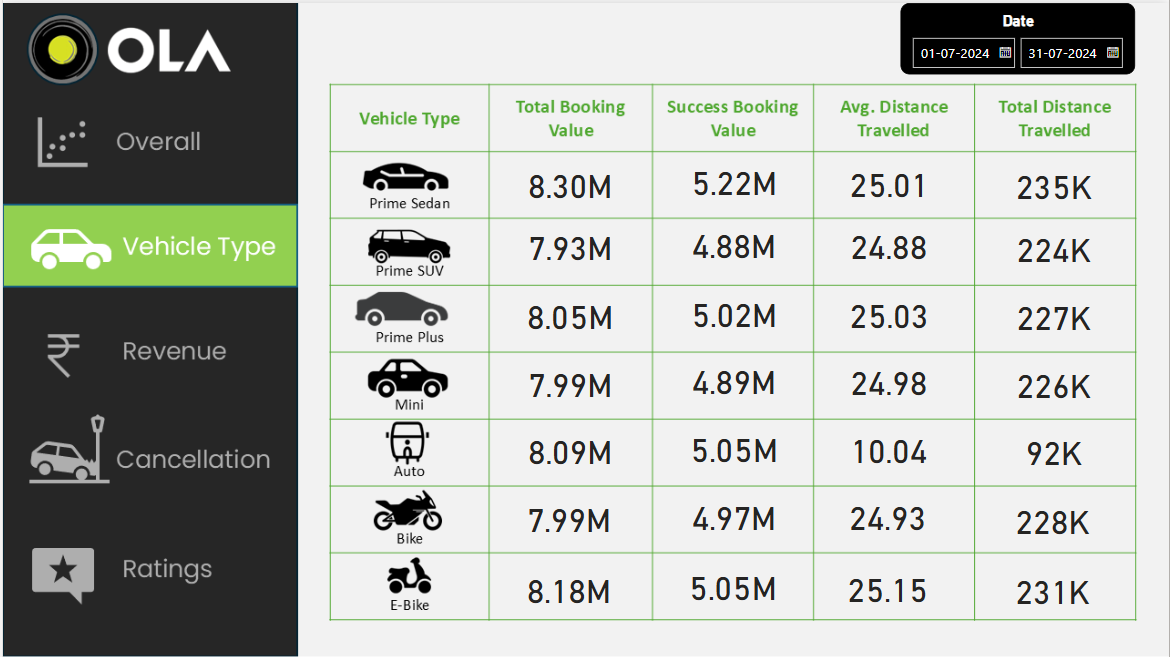 OLA
Overall
Vehicle Type
Revenue
Cancellation
Ratings
Date
01-07-2024 31-07-2024
Vehicle Type Total Booking Value Success Booking Value Avg. Distance Travelled Total Distance Travelled
Prime Sedan 8.30M 5.22M 25.01 235K
Prime SUV 7.93M 4.88M 24.88 224K
Prime Plus 8.05M 5.02M 25.03 227K
Mini 7.99M 4.89M 24.98 226K
Auto 8.09M 5.05M 10.04 92K
Bike 7.99M 4.97M 24.93 228K
E-Bike 8.18M 5.05M 25.15 231K